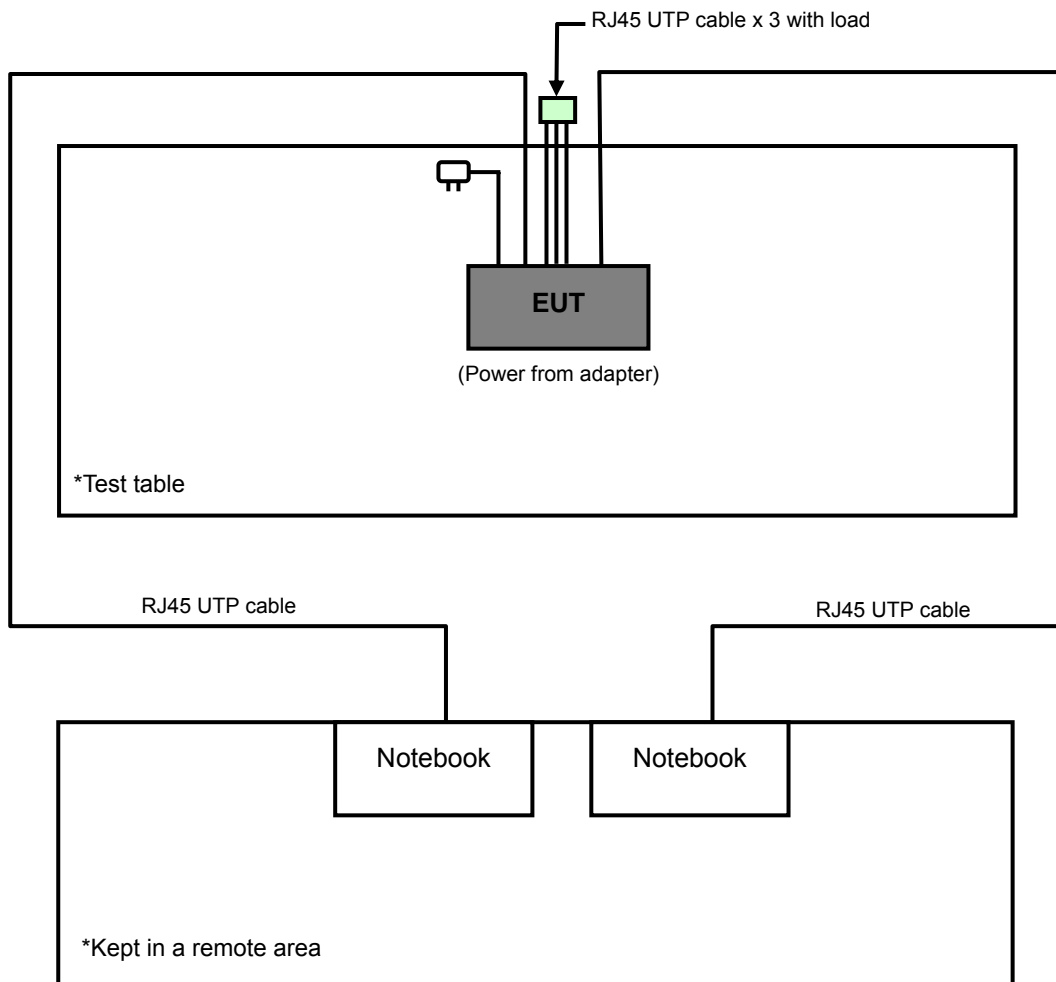 RJ45 UTP cable x 3 with load
EUT
(Power from adapter)
*Test table
RJ45 UTP cable
RJ45 UTP cable
Notebook
Notebook
*Kept in a remote area